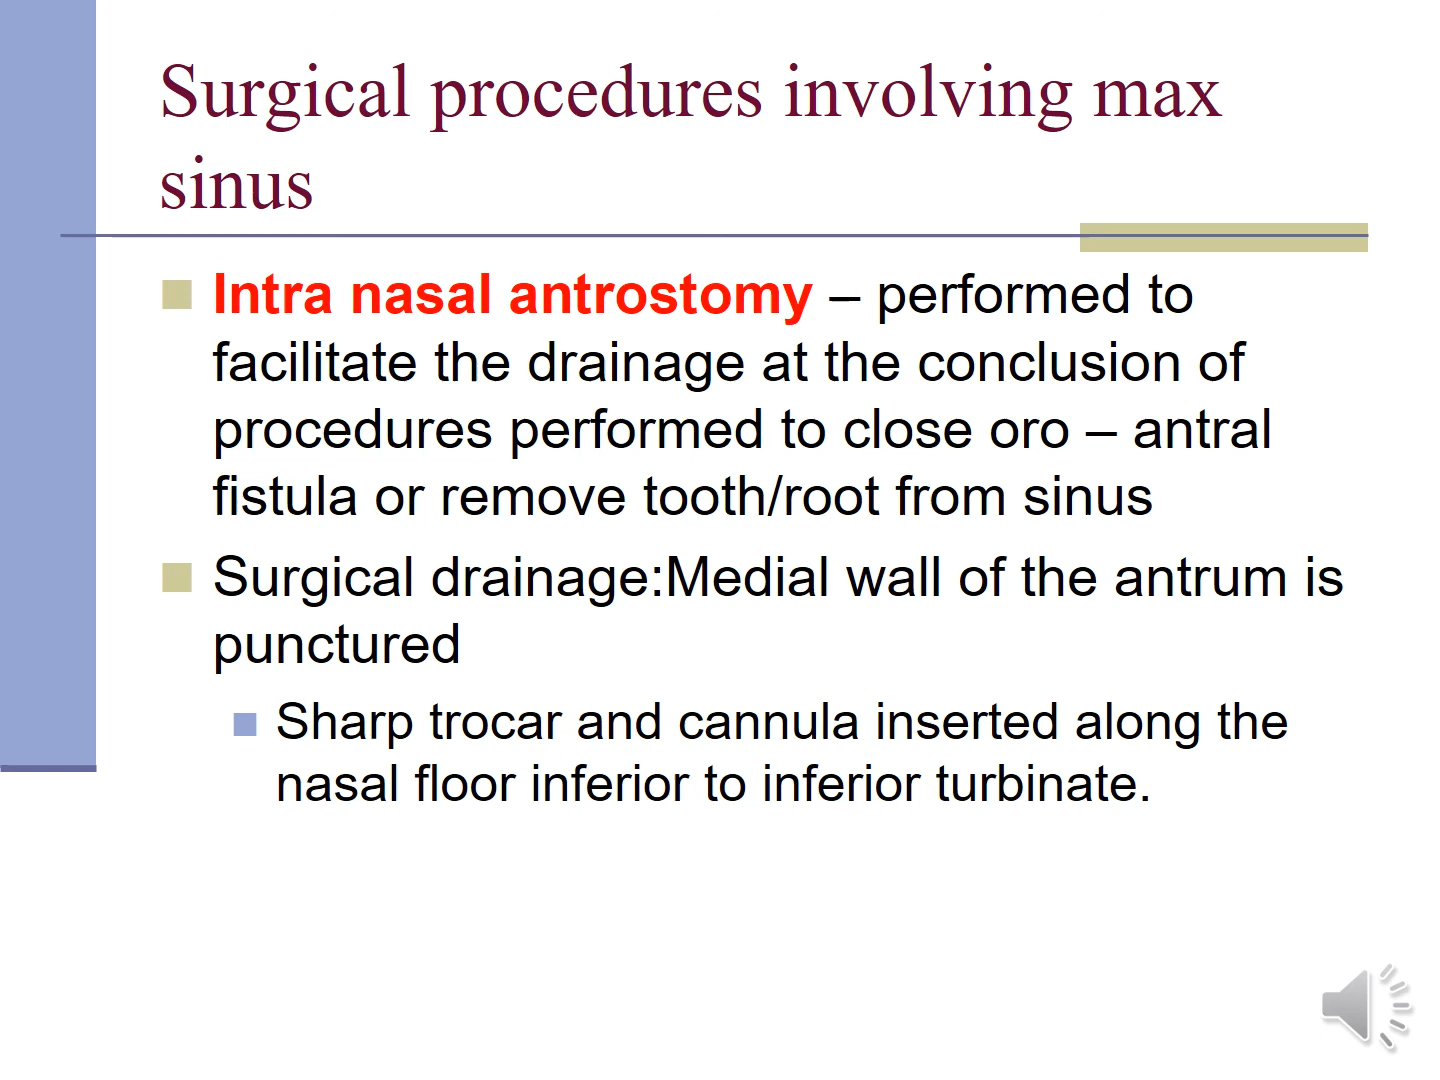 Surgical procedures involving max
sinus
Intra nasal antrostomy – performed to
facilitate the drainage at the conclusion of
procedures performed to close oro – antral
fistula or remove tooth/root from sinus
Surgical drainage:Medial wall of the antrum is
punctured
Sharp trocar and cannula inserted along the
nasal floor inferior to inferior turbinate.